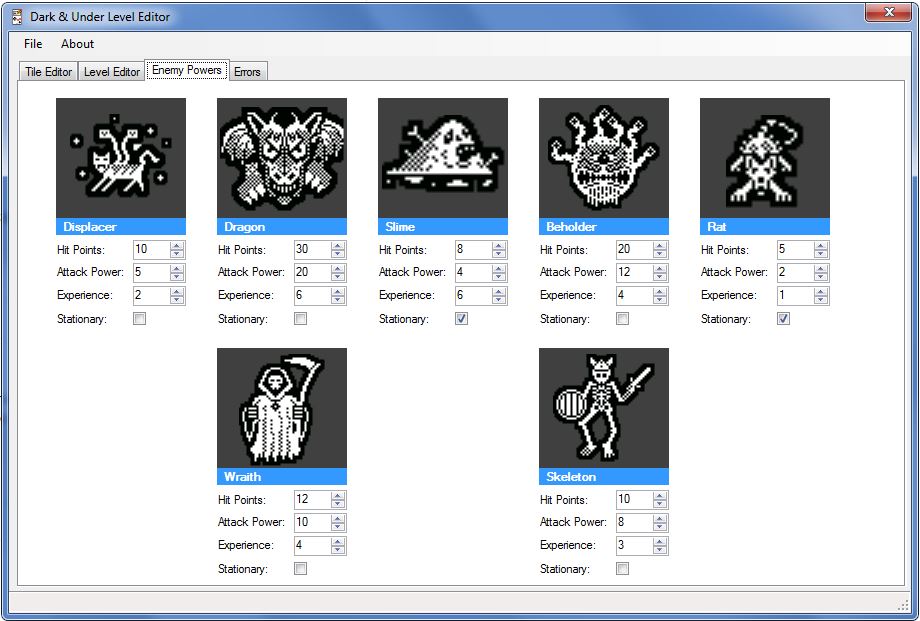 Dark & Under Level Editor
File About
Tile Editor Level Editor Enemy Powers Errors
Displacer Dragon Slime Beholder Rat
Hit Points: 10 Hit Points: 30 Hit Points: 8 Hit Points: 20 Hit Points: 5
Attack Power: 5 Attack Power: 20 Attack Power: 4 Attack Power: 12 Attack Power: 2
Experience: 2 Experience: 6 Experience: 6 Experience: 4 Experience: 1
Stationary: Stationary: Stationary: Stationary: Stationary:
Wraith Skeleton
Hit Points: 12 Hit Points: 10
Attack Power: 10 Attack Power: 8
Experience: 4 Experience: 3
Stationary: Stationary: